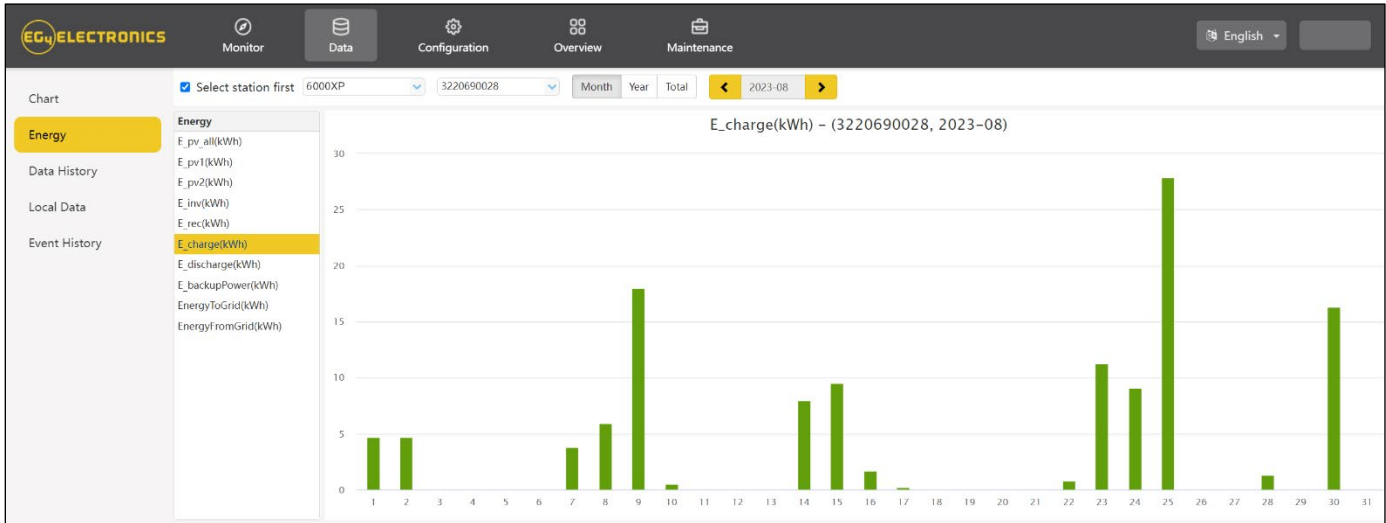 EG4 ELECTRONICS
Monitor
Data
Configuration
Overview
Maintenance
English
Chart
Energy
Data History
Local Data
Event History
Select station first 6000XP 3220690028 Month Year Total 2023-08
Energy
E_pv_all(kWh)
E_pv1(kWh)
E_pv2(kWh)
E_inv(kWh)
E_rec(kWh)
E_charge(kWh)
E_discharge(kWh)
E_backupPower(kWh)
EnergyToGrid(kWh)
EnergyFromGrid(kWh)
E_charge(kWh) - (3220690028, 2023-08)
30
25
20
15
10
5
0
1 2 3 4 5 6 7 8 9 10 11 12 13 14 15 16 17 18 19 20 21 22 23 24 25 26 27 28 29 30 31